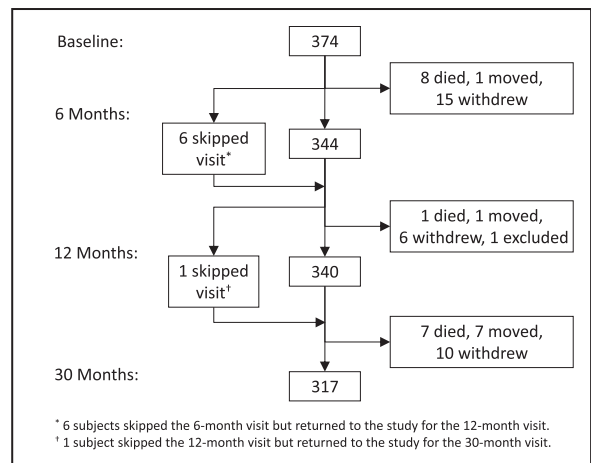 Baseline:
374
8 died, 1 moved,
15 withdrew
6 Months:
6 skipped
visit*
344
1 died, 1 moved,
6 withdrew, 1 excluded
12 Months:
1 skipped
visit†
340
7 died, 7 moved,
10 withdrew
30 Months:
317
* 6 subjects skipped the 6-month visit but returned to the study for the 12-month visit.
† 1 subject skipped the 12-month visit but returned to the study for the 30-month visit.